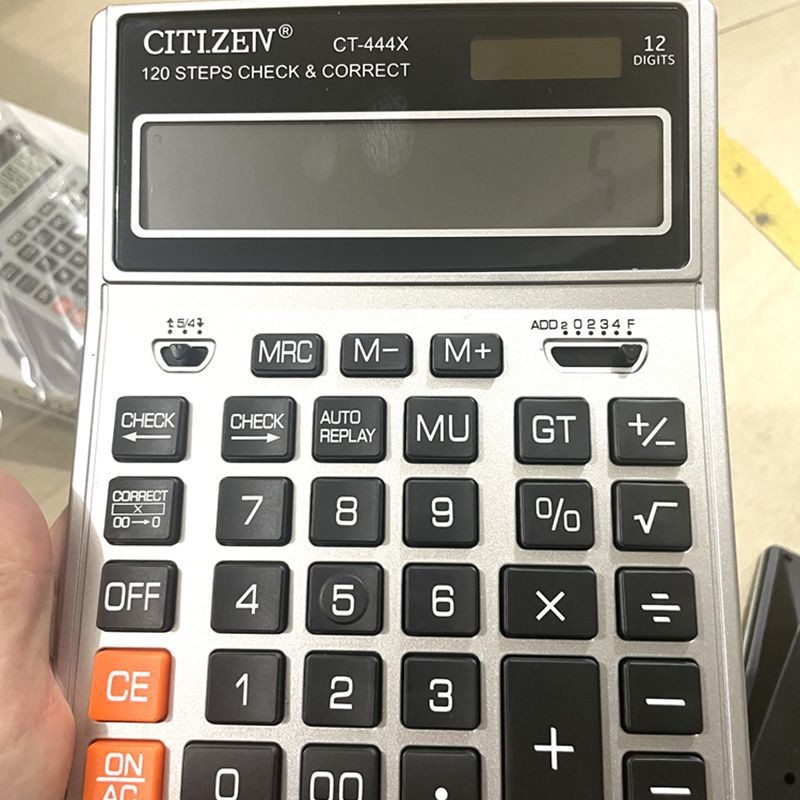 CITIZEN®
CT-444X
12
DIGITS
120 STEPS CHECK & CORRECT
5
5/4
ADD2 0 2 3 4 F
MRC
M−
M+
CHECK
←
CHECK
→
AUTO
REPLAY
MU
GT
+/−
CORRECT
X
00→0
7
8
9
%
√
OFF
4
5
6
×
÷
CE
1
2
3
+
−
ON
AC
0
00
.
=